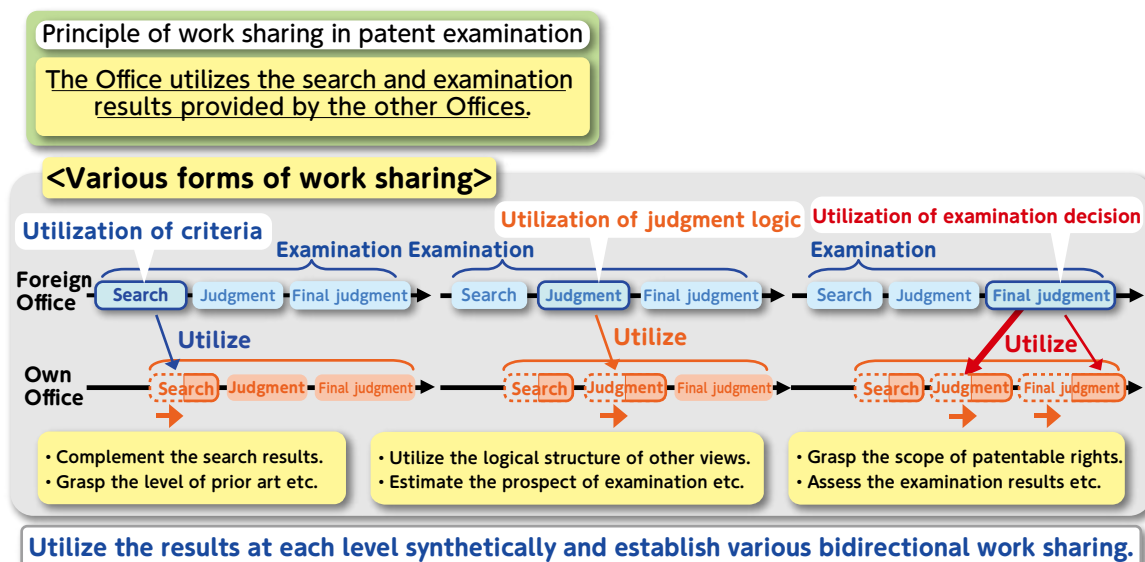 Principle of work sharing in patent examination
The Office utilizes the search and examination
results provided by the other Offices.
<Various forms of work sharing>
Utilization of criteria
Utilization of judgment logic
Utilization of examination decision
Examination
Examination
Examination
Foreign
Office
Search
Judgment
Final judgment
Search
Judgment
Final judgment
Search
Judgment
Final judgment
Utilize
Utilize
Utilize
Own
Office
Search
Judgment
Final judgment
Search
Judgment
Final judgment
Search
Judgment
Final judgment
・Complement the search results.
・Grasp the level of prior art etc.
・Utilize the logical structure of other views.
・Estimate the prospect of examination etc.
・Grasp the scope of patentable rights.
・Assess the examination results etc.
Utilize the results at each level synthetically and establish various bidirectional work sharing.